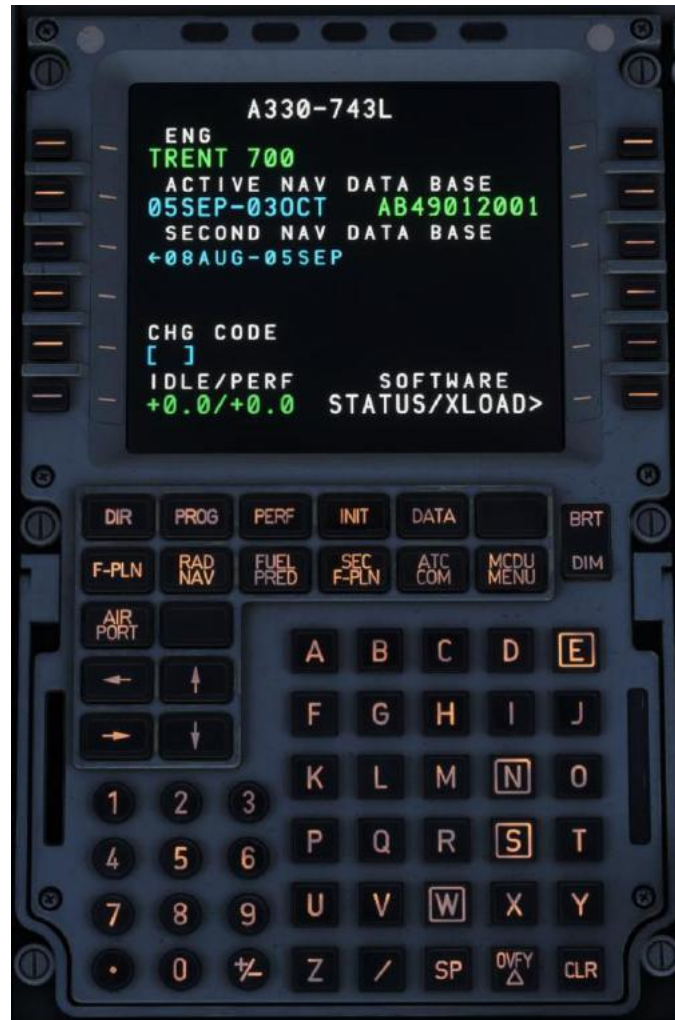 A330-743L
ENG
TRENT 700
ACTIVE NAV DATA BASE
05SEP-03OCT AB49012001
SECOND NAV DATA BASE
←08AUG-05SEP
CHG CODE
[ ]
IDLE/PERF SOFTWARE
+0.0/+0.0 STATUS/XLOAD>
DIR PROG PERF INIT DATA BRT
F-PLN RAD NAV FUEL PRED SEC F-PLN ATC COM MCDU MENU DIM
AIR PORT
← ↑
→ ↓
A B C D E
F G H I J
K L M N O
P Q R S T
U V W X Y
Z / SP OVFY △ CLR
1 2 3
4 5 6
7 8 9
. 0 +/-